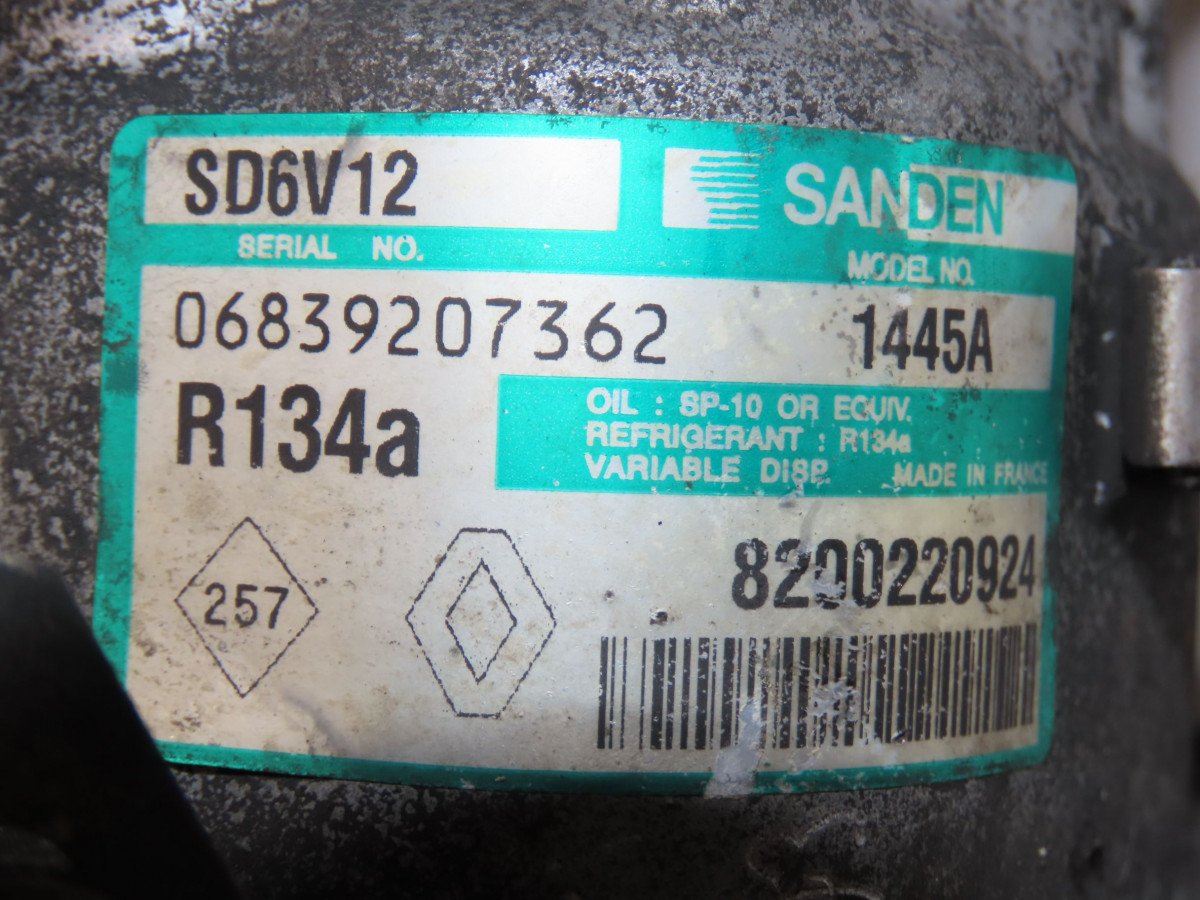 SD6V12
SANDEN
SERIAL NO.
MODEL NO.
06839207362
1445A
R134a
OIL : SP-10 OR EQUIV.
REFRIGERANT : R134a
VARIABLE DISP. MADE IN FRANCE
8200220924
257